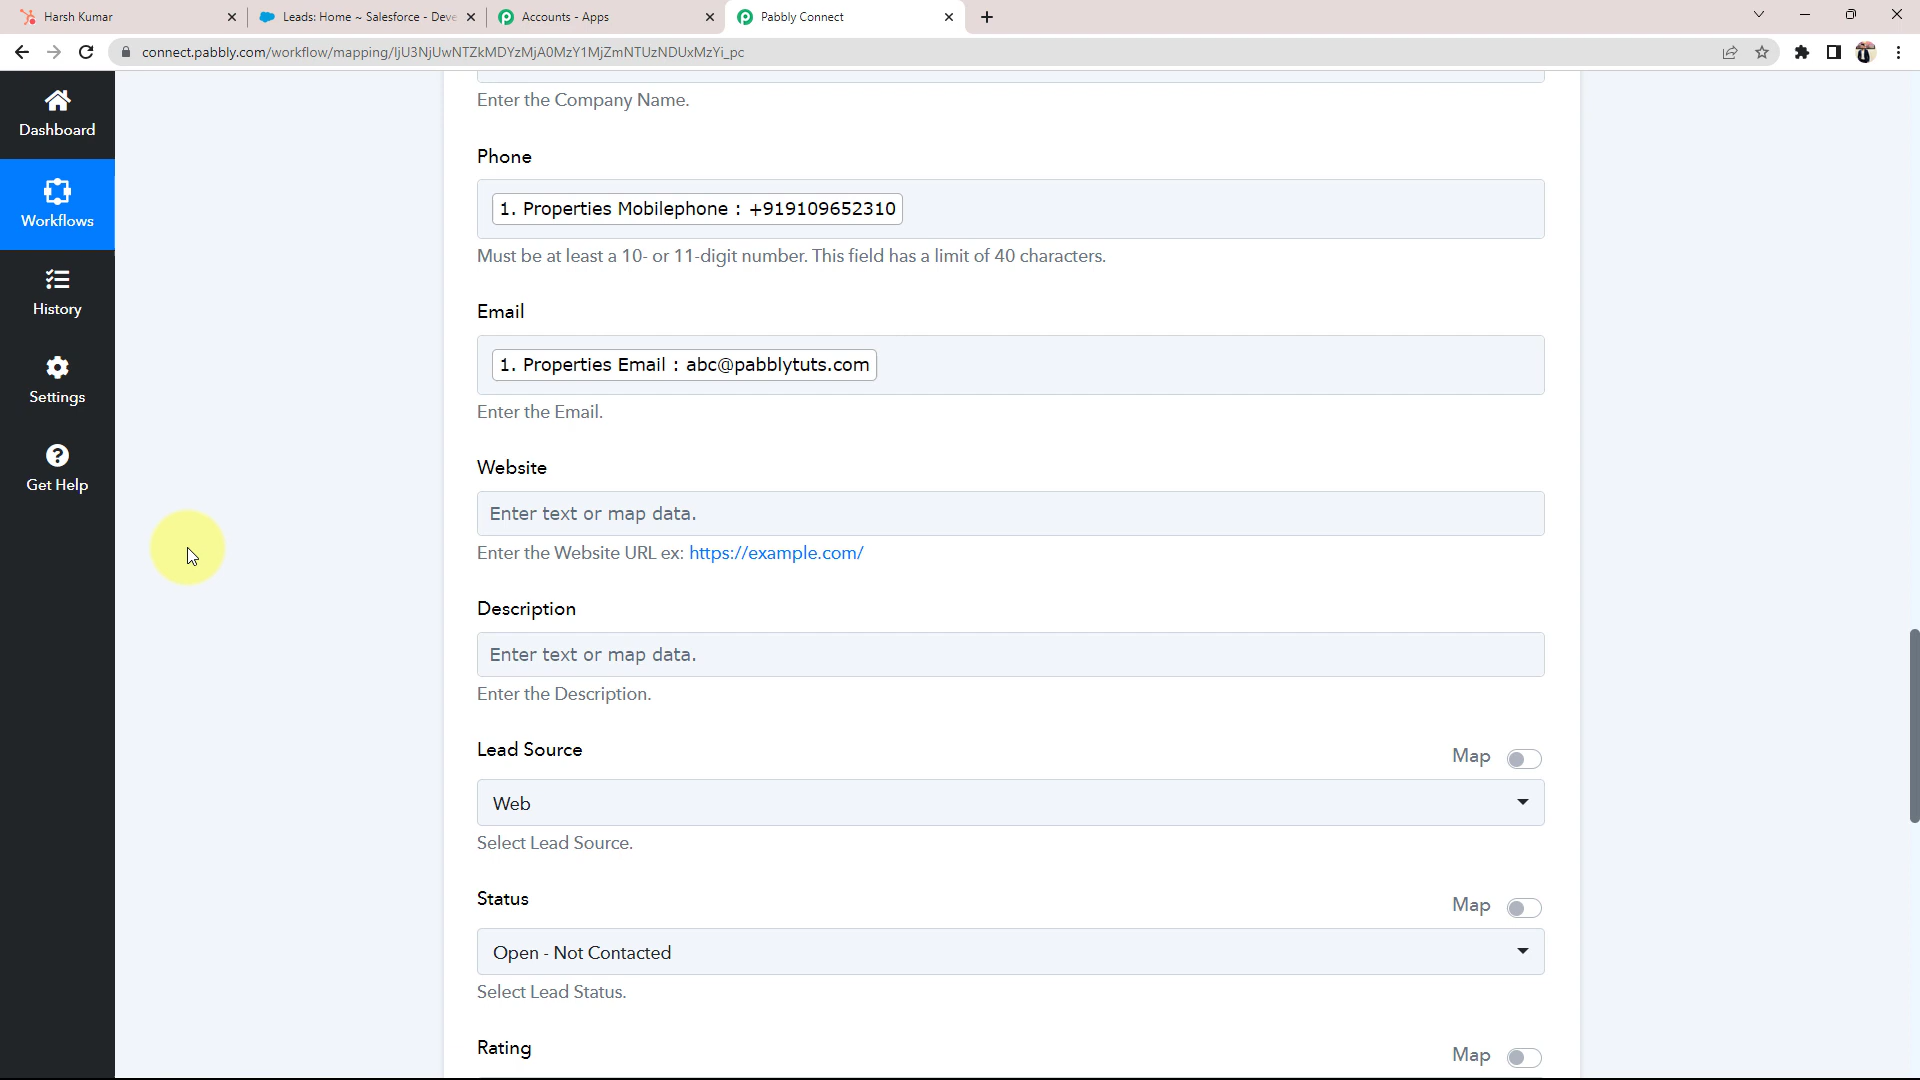 Harsh Kumar
Leads: Home ~ Salesforce - Deve
Accounts - Apps
Pabbly Connect
connect.pabbly.com/workflow/mapping/IjU3NjUwNTZkMDYzMjA0MzY1MjZmNTUzNDUxMzYi_pc
Dashboard
Workflows
History
Settings
Get Help
Enter the Company Name.
Phone
1. Properties Mobilephone : +919109652310
Must be at least a 10- or 11-digit number. This field has a limit of 40 characters.
Email
1. Properties Email : abc@pabblytuts.com
Enter the Email.
Website
Enter text or map data.
Enter the Website URL ex: https://example.com/
Description
Enter text or map data.
Enter the Description.
Lead Source
Map
Web
Select Lead Source.
Status
Map
Open - Not Contacted
Select Lead Status.
Rating
Map